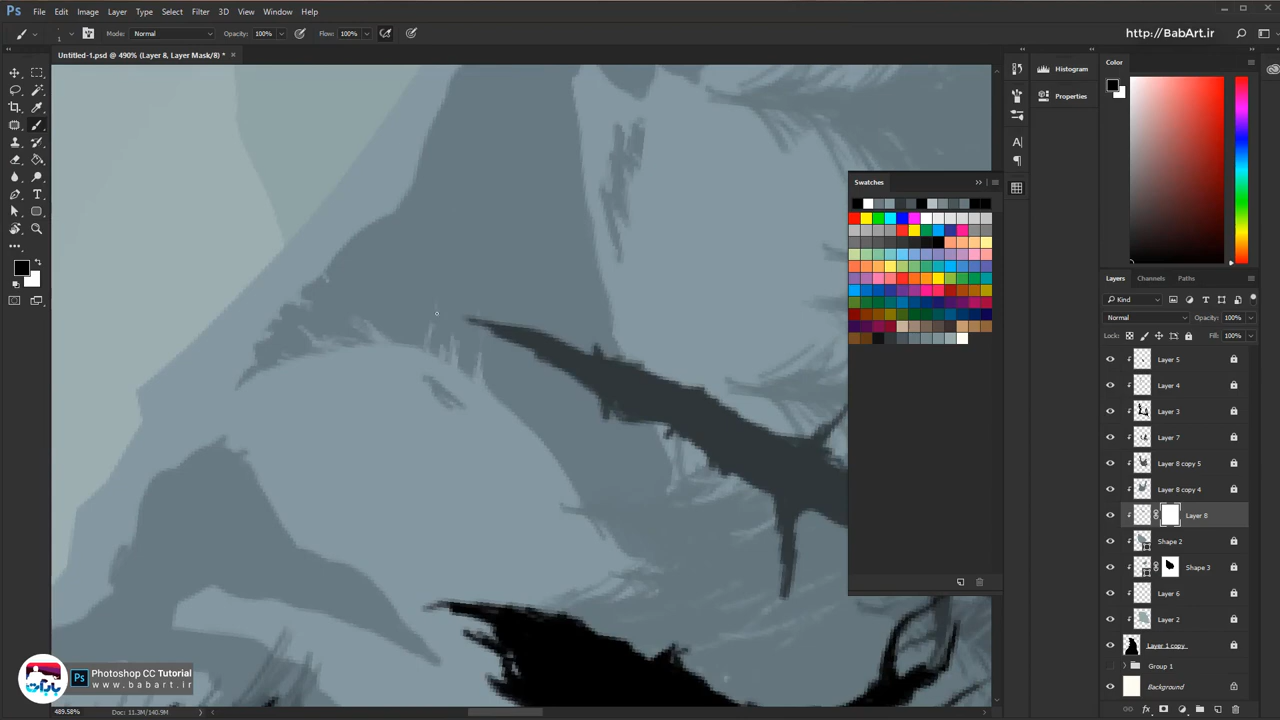 Ps File Edit Image Layer Type Select Filter 3D View Window Help
Mode: Normal Opacity: 100% Flow: 100% http://BabArt.ir
Untitled-1.psd @ 490% (Layer 8, Layer Mask/8) * ×
Histogram
Properties
Color
Swatches
Layers Channels Paths
Kind
Normal Opacity: 100%
Lock: Fill: 100%
Layer 5
Layer 4
Layer 3
Layer 7
Layer 8 copy 5
Layer 8 copy 4
Layer 8
Shape 2
Shape 3
Layer 6
Layer 2
Layer 1 copy
Group 1
Background
بابآرت
Ps Photoshop CC Tutorial
www.babart.ir
489.58% Doc: 11.3M/140.9M